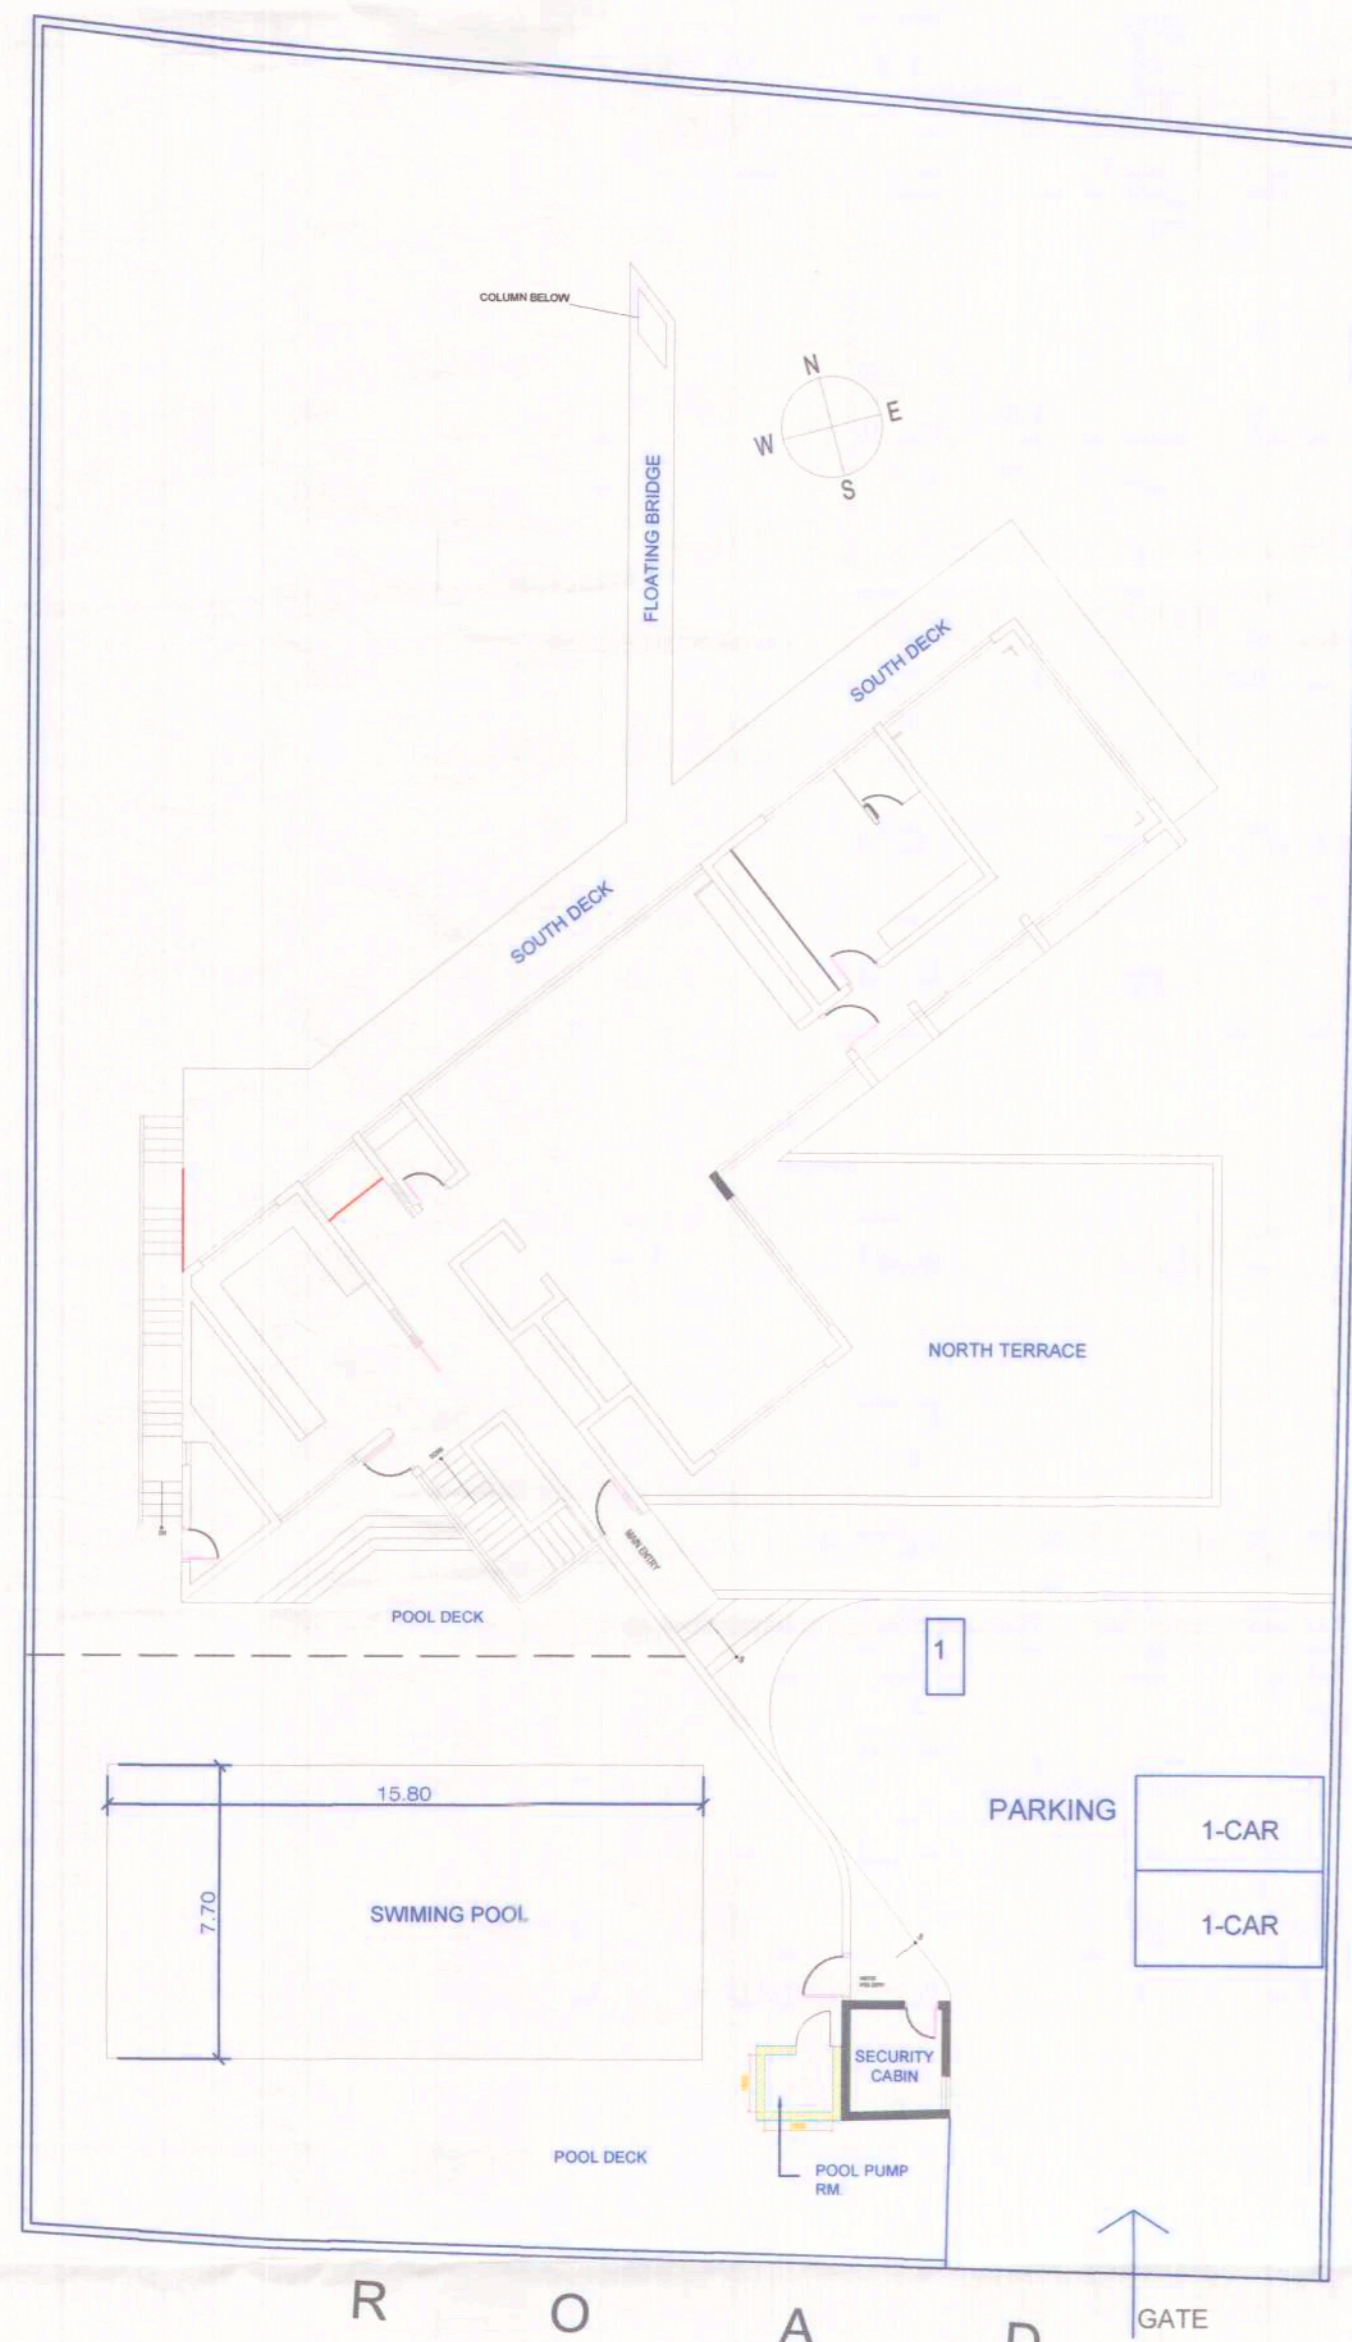 COLUMN BELOW
N
E
W
S
FLOATING BRIDGE
SOUTH DECK
SOUTH DECK
NORTH TERRACE
MAIN ENTRY
POOL DECK
1
15.80
PARKING
1-CAR
7.70
SWIMING POOL
1-CAR
SECURITY
CABIN
POOL DECK
POOL PUMP
RM.
R O A D
GATE